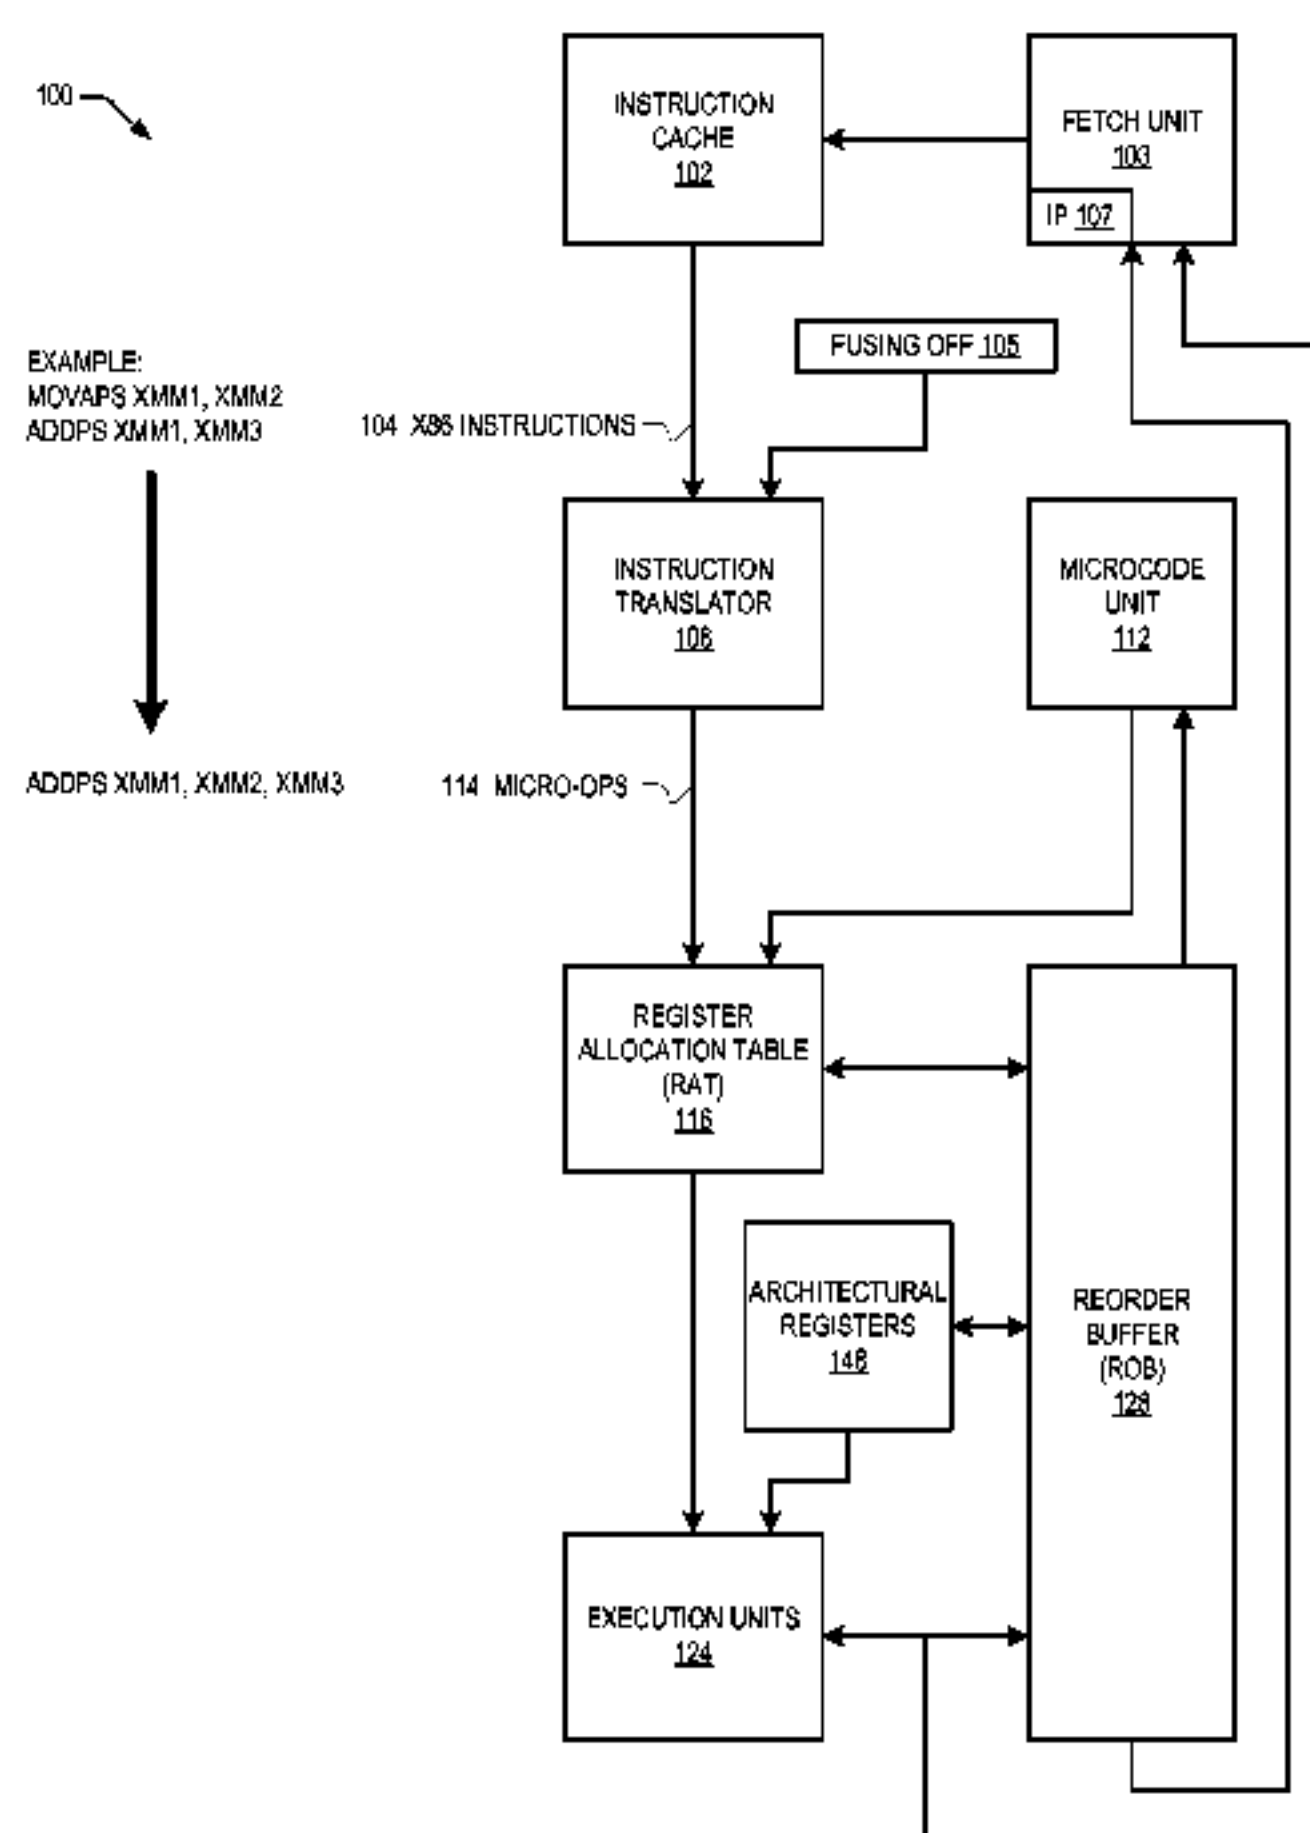 100
INSTRUCTION
CACHE
102
FETCH UNIT
103
IP 107
EXAMPLE:
MOVAPS XMM1, XMM2
ADDPS XMM1, XMM3
FUSING OFF 105
104 X86 INSTRUCTIONS
INSTRUCTION
TRANSLATOR
106
MICROCODE
UNIT
112
ADDPS XMM1, XMM2, XMM3
114 MICRO-OPS
REGISTER
ALLOCATION TABLE
(RAT)
116
ARCHITECTURAL
REGISTERS
148
REORDER
BUFFER
(ROB)
128
EXECUTION UNITS
124